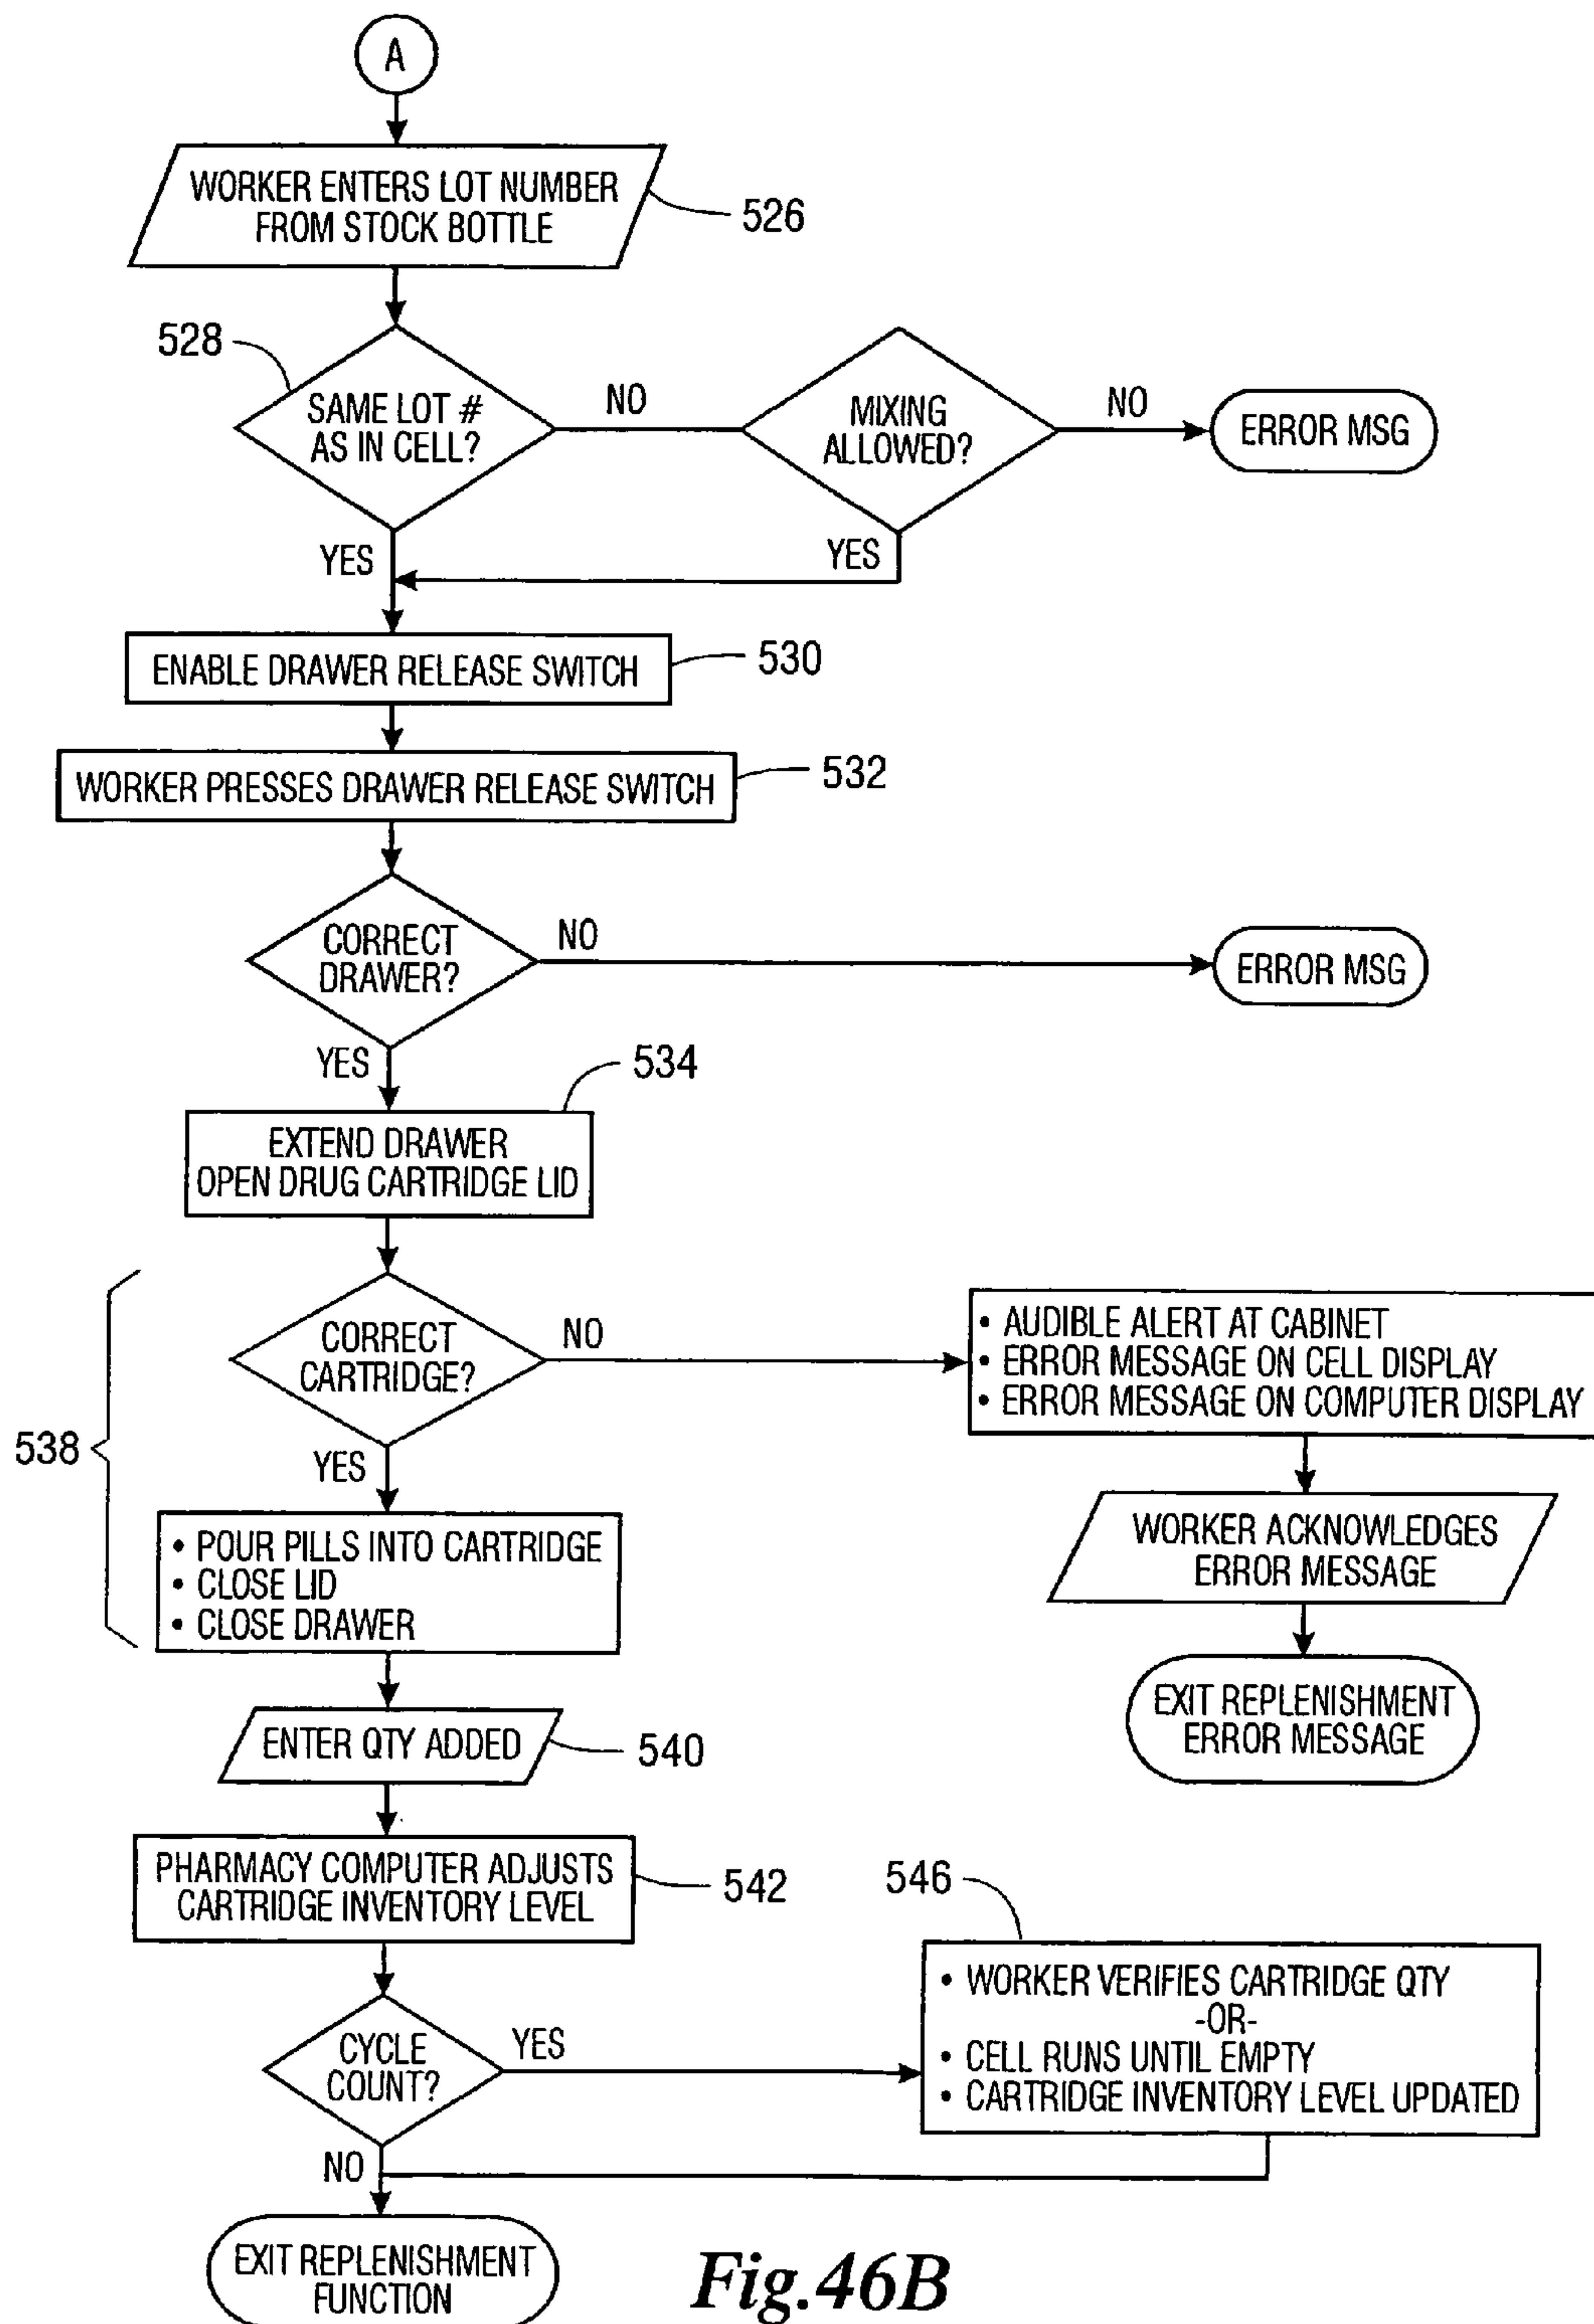 A
WORKER ENTERS LOT NUMBER
FROM STOCK BOTTLE
526
528
SAME LOT #
AS IN CELL?
NO
MIXING
ALLOWED?
NO
ERROR MSG
YES
YES
ENABLE DRAWER RELEASE SWITCH
530
WORKER PRESSES DRAWER RELEASE SWITCH
532
CORRECT
DRAWER?
NO
ERROR MSG
YES
534
EXTEND DRAWER
OPEN DRUG CARTRIDGE LID
538
CORRECT
CARTRIDGE?
NO
• AUDIBLE ALERT AT CABINET
• ERROR MESSAGE ON CELL DISPLAY
• ERROR MESSAGE ON COMPUTER DISPLAY
YES
• POUR PILLS INTO CARTRIDGE
• CLOSE LID
• CLOSE DRAWER
WORKER ACKNOWLEDGES
ERROR MESSAGE
EXIT REPLENISHMENT
ERROR MESSAGE
ENTER QTY ADDED
540
PHARMACY COMPUTER ADJUSTS
CARTRIDGE INVENTORY LEVEL
542
546
CYCLE
COUNT?
YES
• WORKER VERIFIES CARTRIDGE QTY
-OR-
• CELL RUNS UNTIL EMPTY
• CARTRIDGE INVENTORY LEVEL UPDATED
NO
EXIT REPLENISHMENT
FUNCTION
Fig.46B